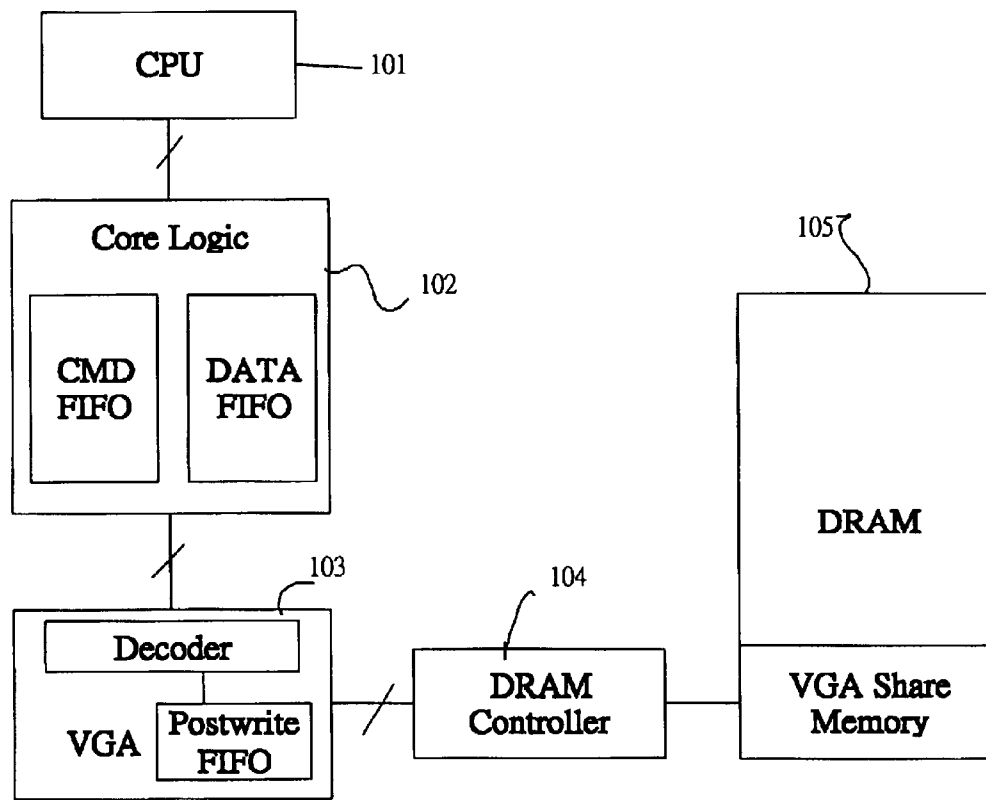 CPU
101
Core Logic
102
CMD
FIFO
DATA
FIFO
103
Decoder
VGA
Postwrite
FIFO
104
DRAM
Controller
105
DRAM
VGA Share
Memory